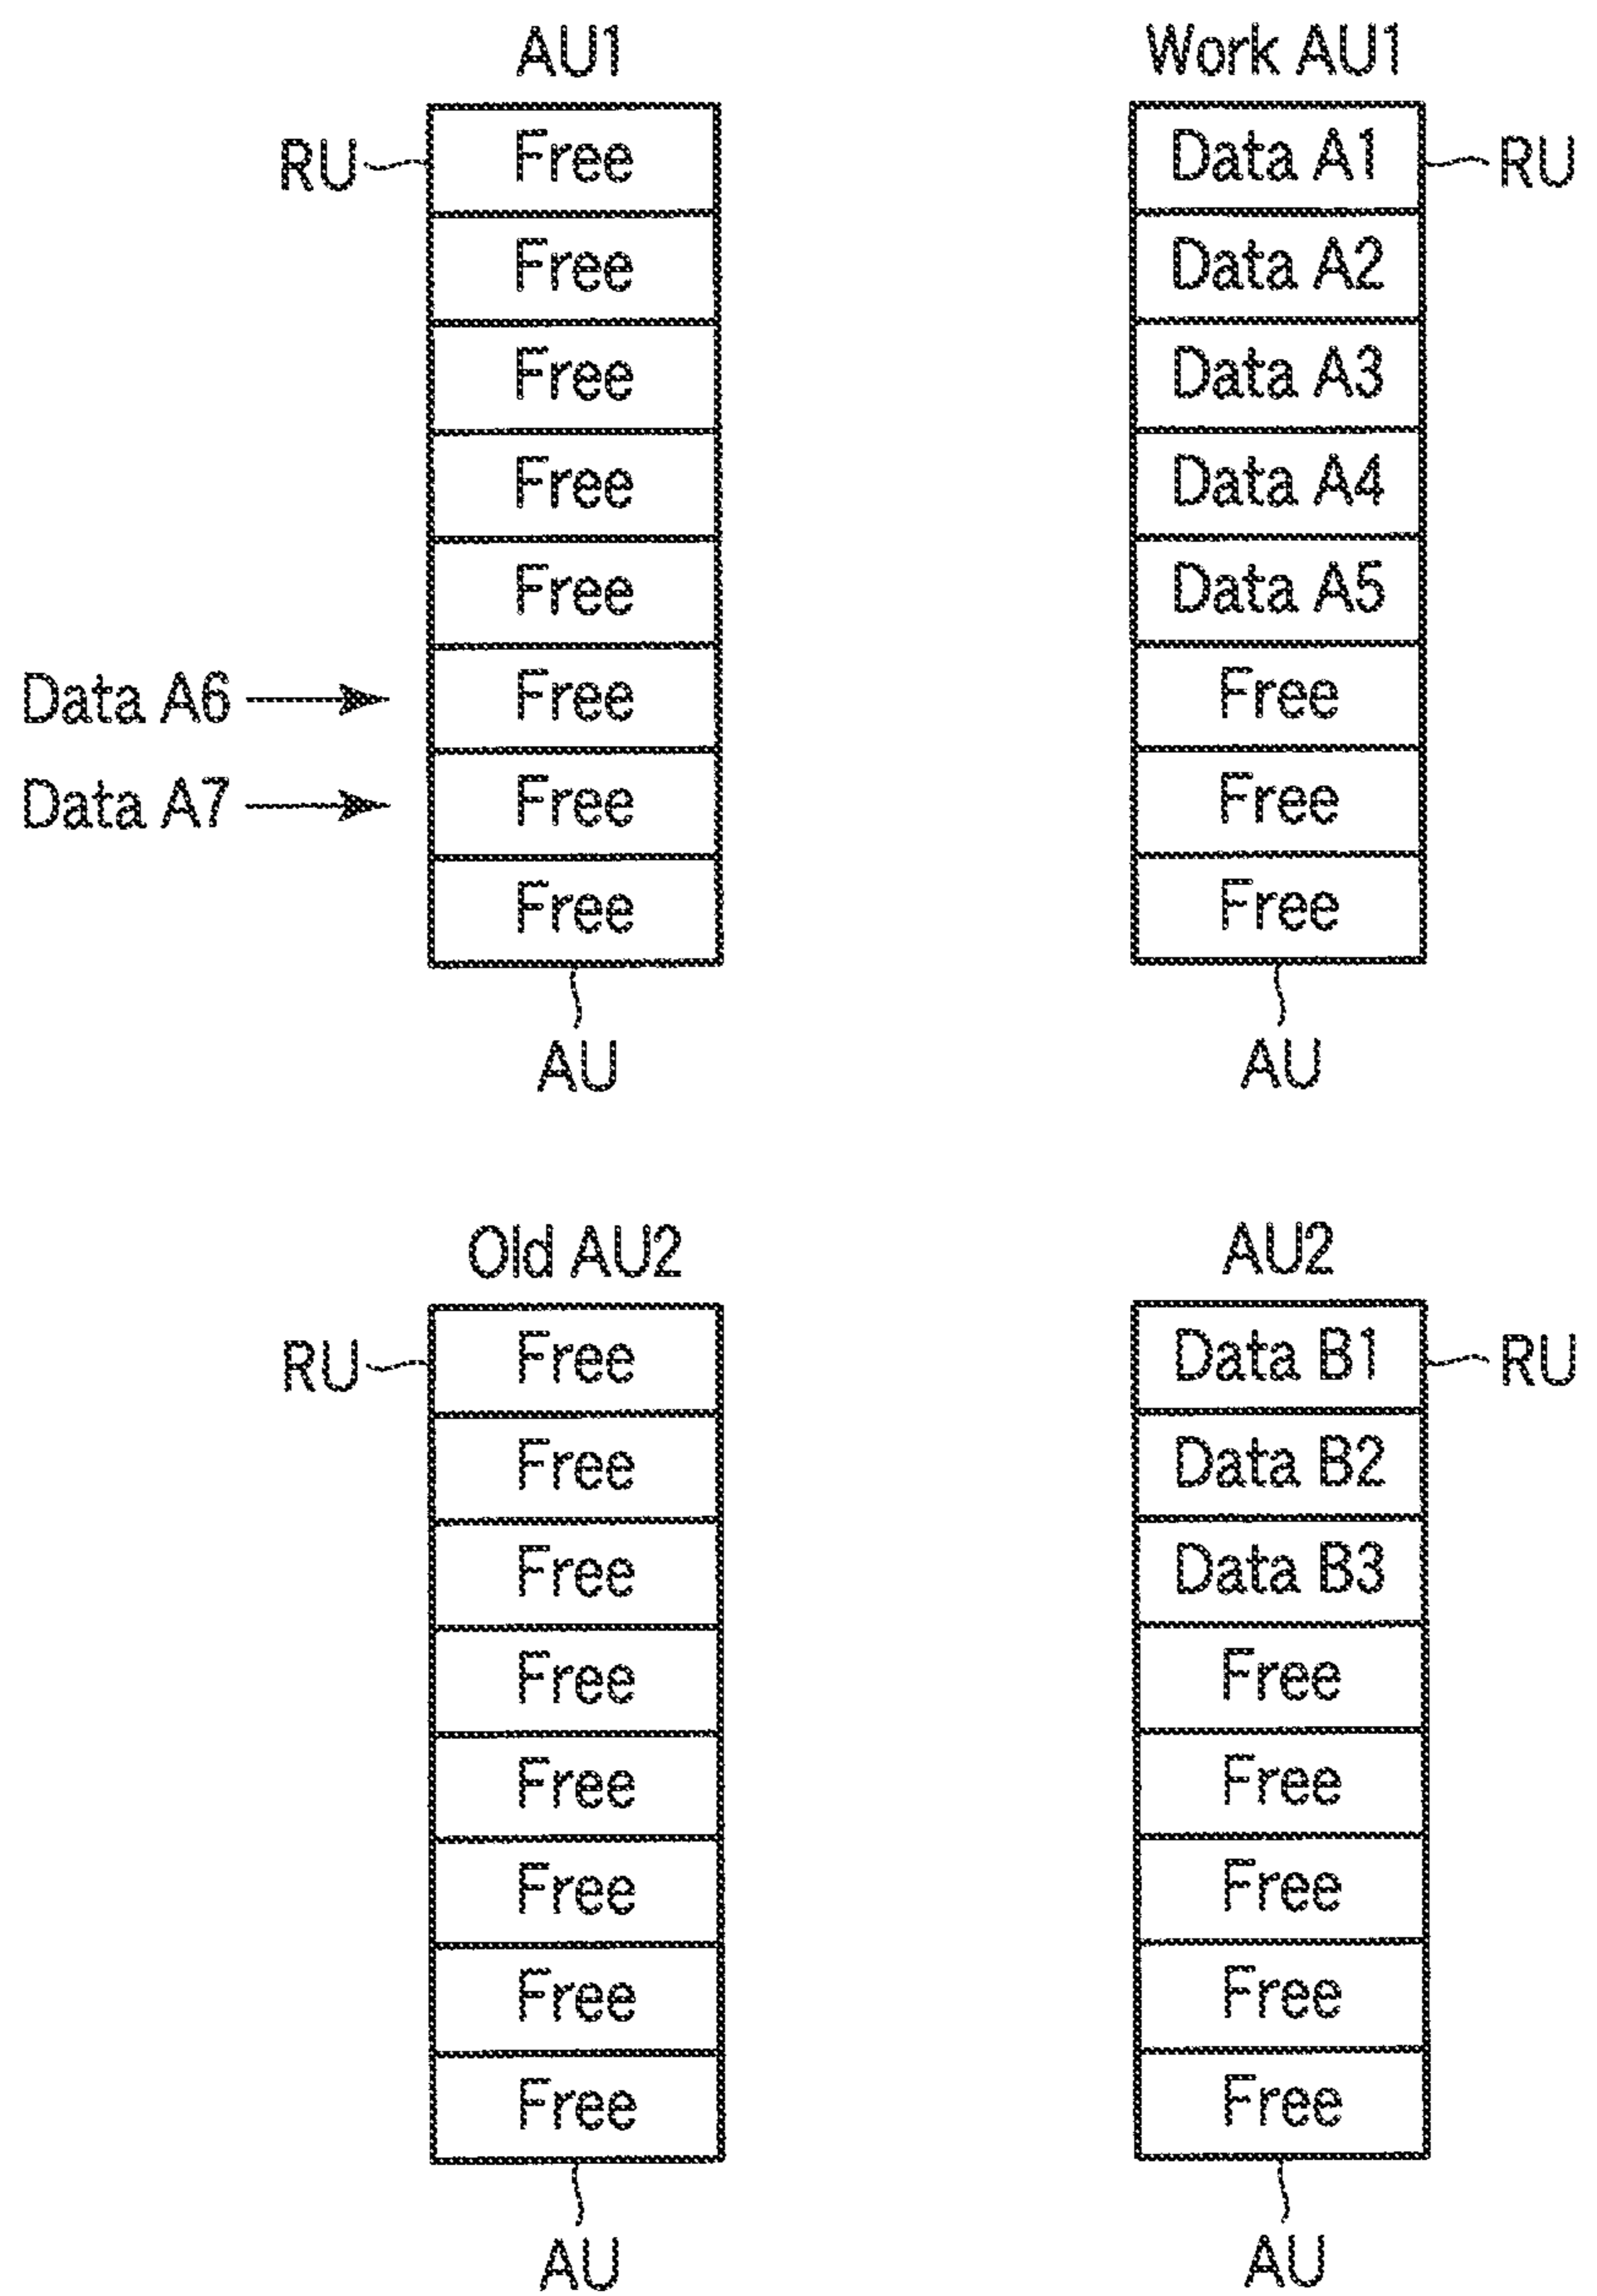 AU1
RU
Free
Free
Free
Free
Free
Data A6
Free
Data A7
Free
Free
AU
Work AU1
Data A1
RU
Data A2
Data A3
Data A4
Data A5
Free
Free
Free
AU
Old AU2
RU
Free
Free
Free
Free
Free
Free
Free
Free
AU
AU2
Data B1
RU
Data B2
Data B3
Free
Free
Free
Free
Free
AU